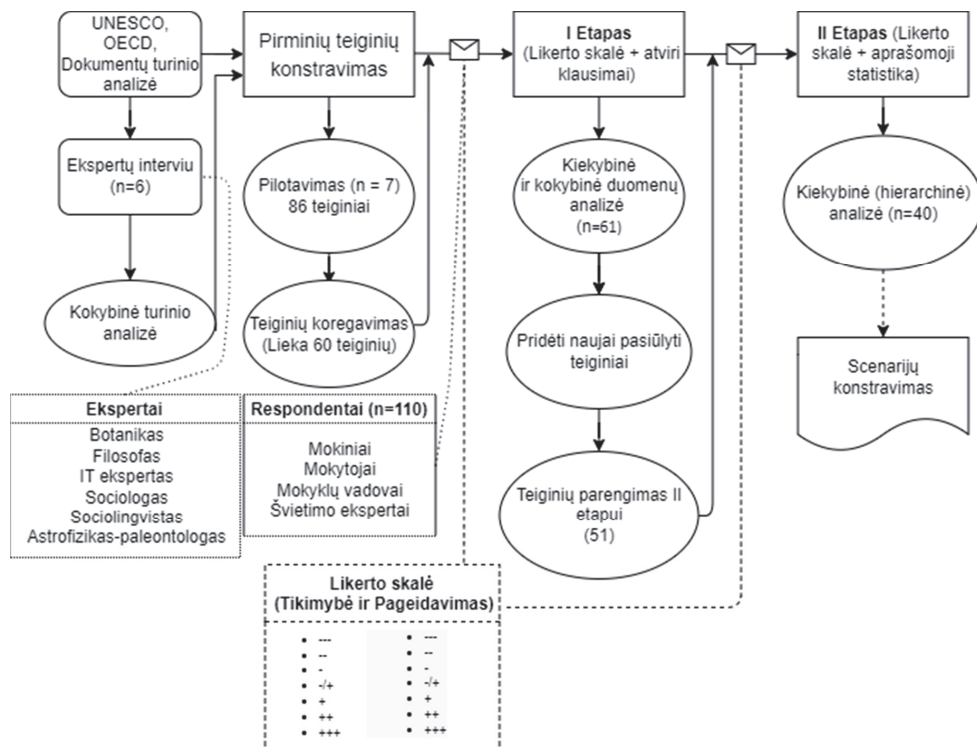 UNESCO,
OECD,
Dokumentų turinio
analizė
Ekspertų interviu
(n=6)
Kokybinė turinio
analizė
Pirminių teiginių
konstravimas
Pilotavimas (n = 7)
86 teiginiai
Teiginių koregavimas
(Lieka 60 teiginių)
I Etapas
(Likerto skalė + atviri
klausimai)
Kiekybinė
ir kokybinė duomenų
analizė
(n=61)
Pridėti naujai pasiūlyti
teiginiai
Teiginių parengimas II
etapui
(51)
II Etapas (Likerto
skalė + aprašomoji
statistika)
Kiekybinė (hierarchinė)
analizė (n=40)
Scenarijų
konstravimas
Ekspertai
Botanikas
Filosofas
IT ekspertas
Sociologas
Sociolingvistas
Astrofizikas-paleontologas
Respondentai (n=110)
Mokiniai
Mokytojai
Mokyklų vadovai
Švietimo ekspertai
Likerto skalė
(Tikimybė ir Pageidavimas)
• ---
• --
• -
• -/+
• +
• ++
• +++
• ---
• --
• -
• -/+
• +
• ++
• +++